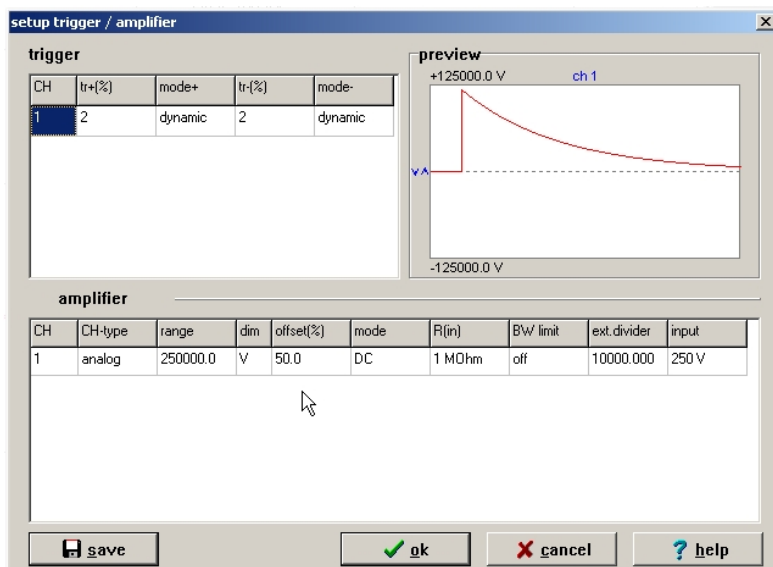 setup trigger / amplifier
trigger
CH tr+(%) mode+ tr-(%) mode-
1 2 dynamic 2 dynamic
preview
+125000.0 V ch 1
-125000.0 V
amplifier
CH CH-type range dim offset(%) mode R(in) BW limit ext.divider input
1 analog 250000.0 V 50.0 DC 1 MOhm off 10000.000 250 V
save ok cancel help